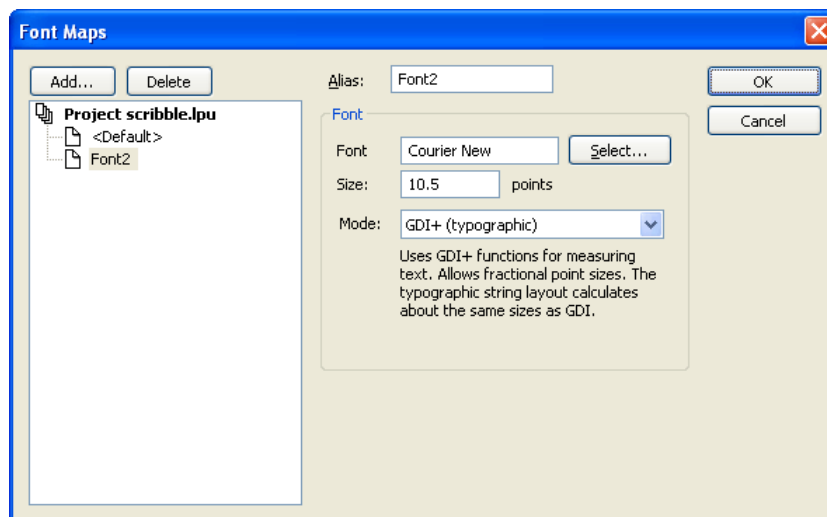 Font Maps
Add...
Delete
Project scribble.lpu
<Default>
Font2
Alias:
Font2
Font
Font
Courier New
Select...
Size:
10.5
points
Mode:
GDI+ (typographic)
Uses GDI+ functions for measuring
text. Allows fractional point sizes. The
typographic string layout calculates
about the same sizes as GDI.
OK
Cancel